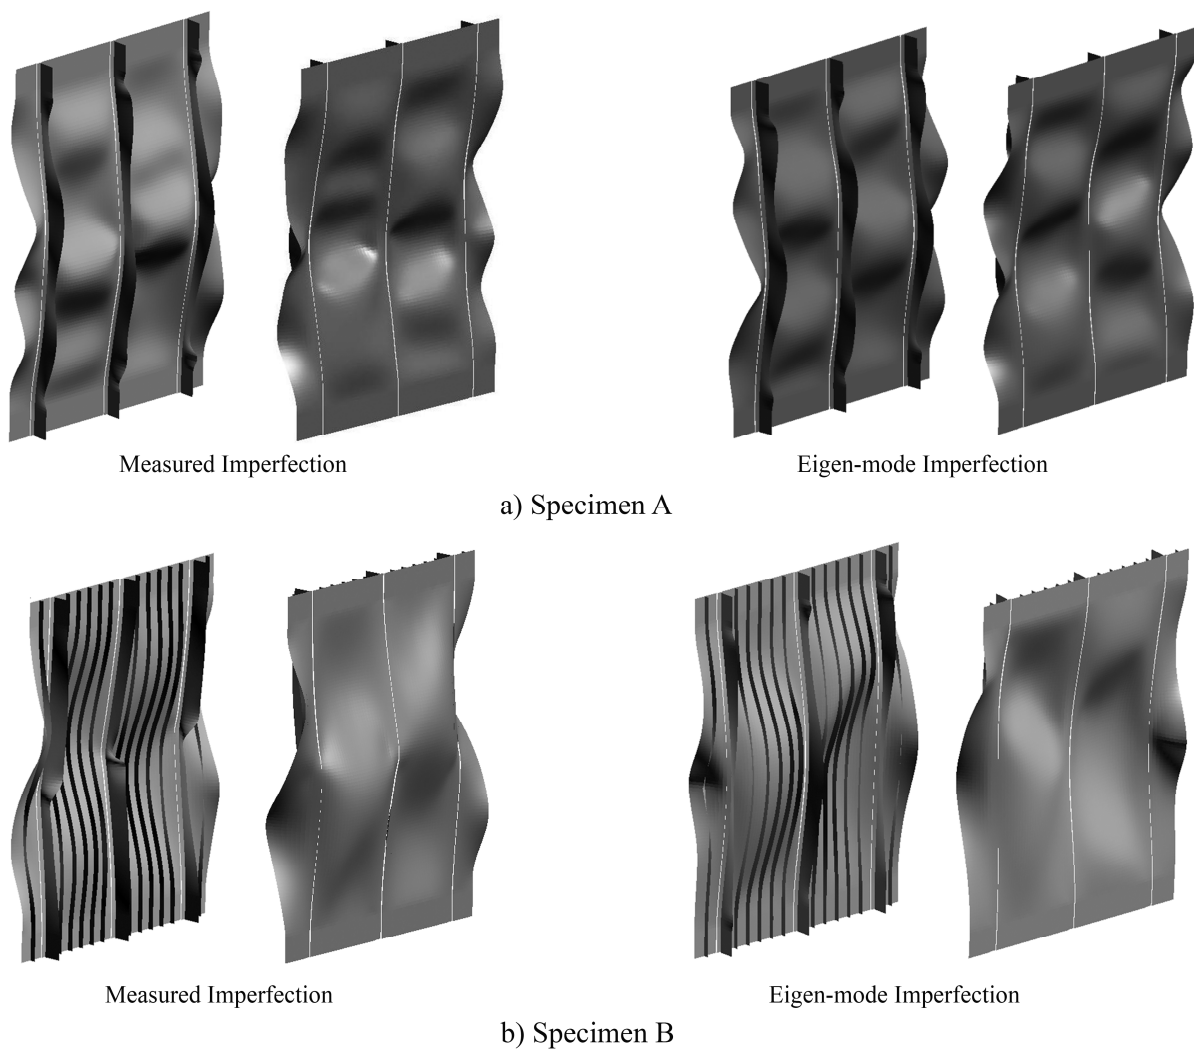 Measured Imperfection
Eigen-mode Imperfection
a) Specimen A
Measured Imperfection
Eigen-mode Imperfection
b) Specimen B